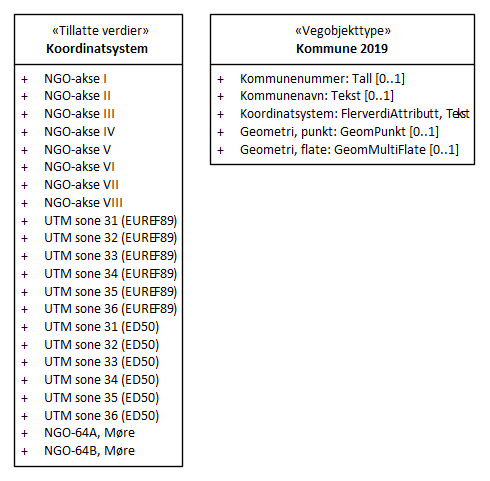 «Tillatte verdier»
Koordinatsystem
+ NGO-akse I
+ NGO-akse II
+ NGO-akse III
+ NGO-akse IV
+ NGO-akse V
+ NGO-akse VI
+ NGO-akse VII
+ NGO-akse VIII
+ UTM sone 31 (EUREF89)
+ UTM sone 32 (EUREF89)
+ UTM sone 33 (EUREF89)
+ UTM sone 34 (EUREF89)
+ UTM sone 35 (EUREF89)
+ UTM sone 36 (EUREF89)
+ UTM sone 31 (ED50)
+ UTM sone 32 (ED50)
+ UTM sone 33 (ED50)
+ UTM sone 34 (ED50)
+ UTM sone 35 (ED50)
+ UTM sone 36 (ED50)
+ NGO-64A, Møre
+ NGO-64B, Møre
«Vegobjekttype»
Kommune 2019
+ Kommunenummer: Tall [0..1]
+ Kommunenavn: Tekst [0..1]
+ Koordinatsystem: FlerverdiAttributt, Tekst
+ Geometri, punkt: GeomPunkt [0..1]
+ Geometri, flate: GeomMultiFlate [0..1]